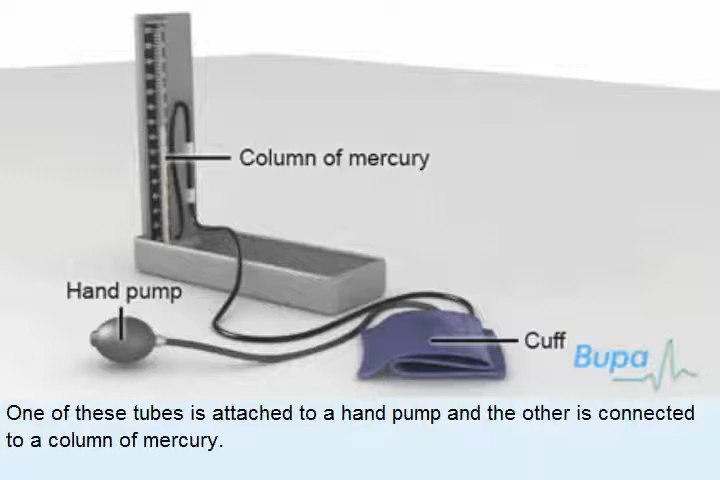 Column of mercury
Hand pump
Cuff
Bupa
One of these tubes is attached to a hand pump and the other is connected
to a column of mercury.